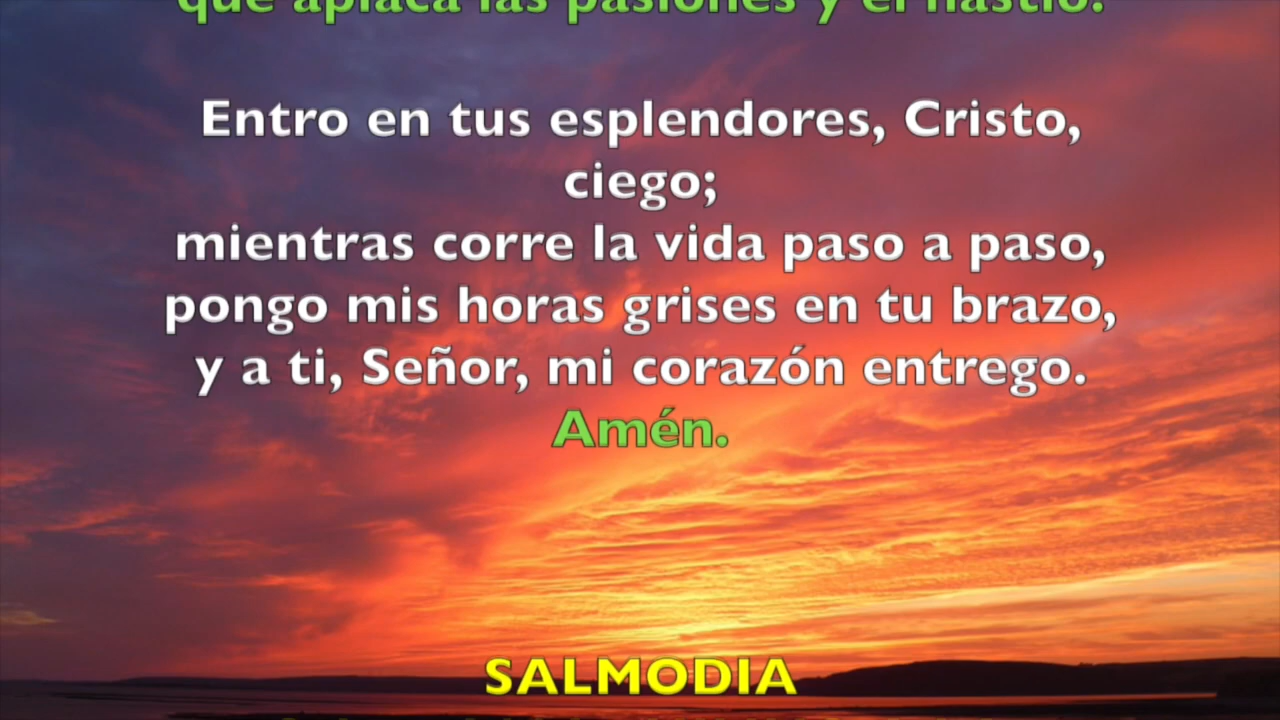 que aplaca las pasiones y el hastío.
Entro en tus esplendores, Cristo,
ciego;
mientras corre la vida paso a paso,
pongo mis horas grises en tu brazo,
y a ti, Señor, mi corazón entrego.
Amén.
SALMODIA